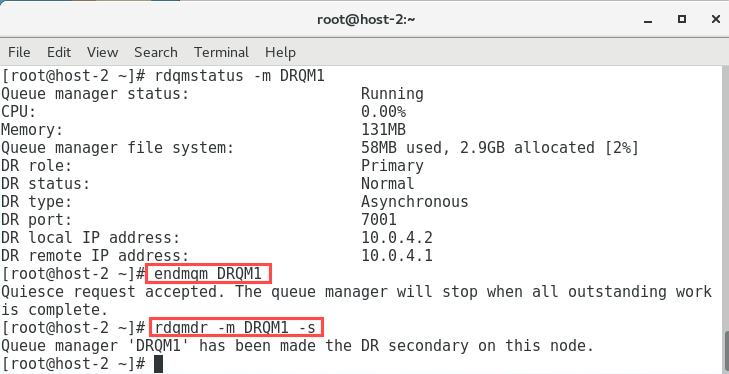 root@host-2:~
File Edit View Search Terminal Help
[root@host-2 ~]# rdqmstatus -m DRQM1
Queue manager status: Running
CPU: 0.00%
Memory: 131MB
Queue manager file system: 58MB used, 2.9GB allocated [2%]
DR role: Primary
DR status: Normal
DR type: Asynchronous
DR port: 7001
DR local IP address: 10.0.4.2
DR remote IP address: 10.0.4.1
[root@host-2 ~]# endmqm DRQM1
Quiesce request accepted. The queue manager will stop when all outstanding work
is complete.
[root@host-2 ~]# rdqmdr -m DRQM1 -s
Queue manager 'DRQM1' has been made the DR secondary on this node.
[root@host-2 ~]#